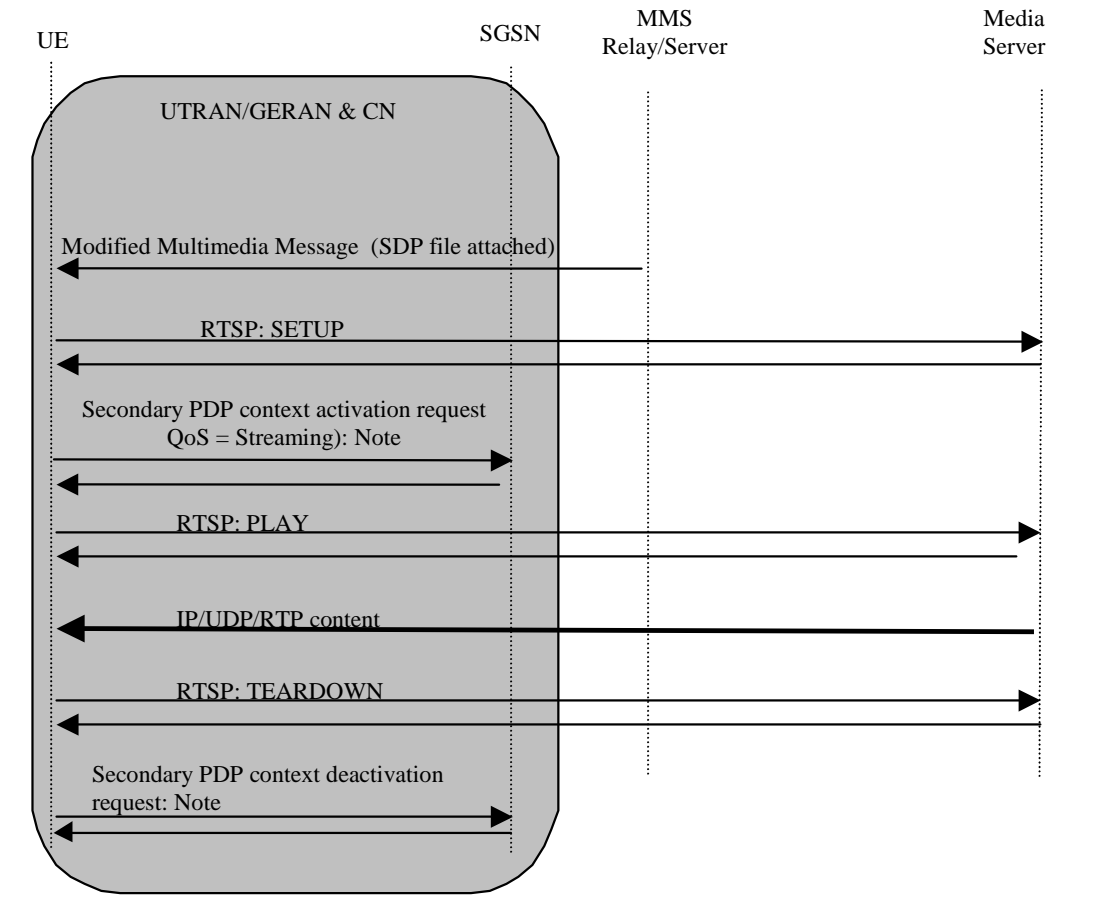 UE
SGSN
MMS
Relay/Server
Media
Server
UTRAN/GERAN & CN
Modified Multimedia Message (SDP file attached)
RTSP: SETUP
Secondary PDP context activation request
QoS = Streaming): Note
RTSP: PLAY
IP/UDP/RTP content
RTSP: TEARDOWN
Secondary PDP context deactivation
request: Note